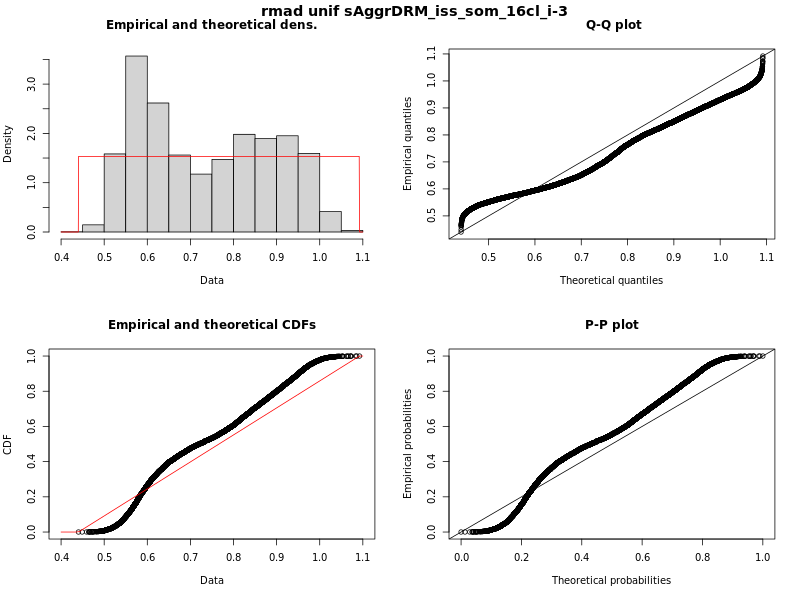 rmad unif sAggrDRM_iss_som_16cl_i-3
Empirical and theoretical dens.
Density
0.0 1.0 2.0 3.0
0.4 0.5 0.6 0.7 0.8 0.9 1.0 1.1
Data
Q-Q plot
Empirical quantiles
0.5 0.6 0.7 0.8 0.9 1.0 1.1
0.5 0.6 0.7 0.8 0.9 1.0 1.1
Theoretical quantiles
Empirical and theoretical CDFs
CDF
0.0 0.2 0.4 0.6 0.8 1.0
0.4 0.5 0.6 0.7 0.8 0.9 1.0 1.1
Data
P-P plot
Empirical probabilities
0.0 0.2 0.4 0.6 0.8 1.0
0.0 0.2 0.4 0.6 0.8 1.0
Theoretical probabilities